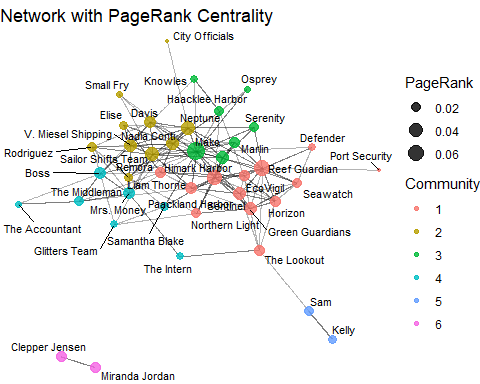 Network with PageRank Centrality
City Officials
Knowles
Osprey
Small Fry
Haacklee Harbor
Elise
Davis
Neptune
Serenity
V. Miesel Shipping
Nadia Conti
Mako
Marlin
Defender
Rodriguez
Sailor Shifts Team
Port Security
Boss
Remora
Himark Harbor
Reef Guardian
The Middleman
Liam Thorne
EcoVigil
Seawatch
Mrs. Money
Paackland Harbor
Sentinel
Horizon
The Accountant
Samantha Blake
Northern Light
Green Guardians
Glitters Team
The Intern
The Lookout
Sam
Kelly
Clepper Jensen
Miranda Jordan
PageRank
0.02
0.04
0.06
Community
1
2
3
4
5
6